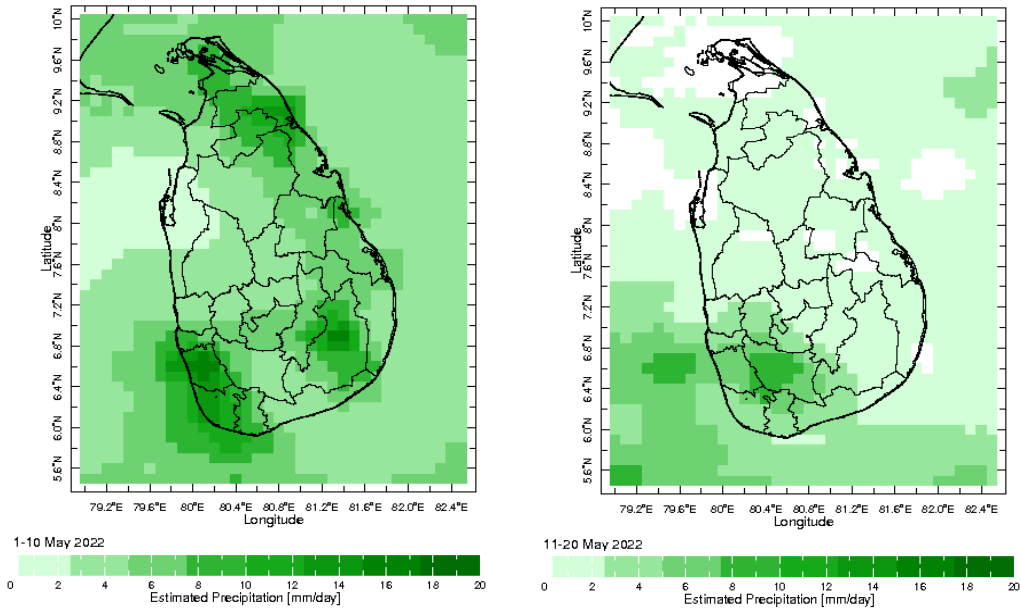 10°N
9.6°N
9.2°N
8.8°N
8.4°N
8.0°N
7.6°N
7.2°N
6.8°N
6.4°N
6.0°N
5.6°N
Latitude
79.2°E 79.6°E 80°E 80.4°E 80.8°E 81.2°E 81.6°E 82.0°E 82.4°E
Longitude
1-10 May 2022
0 2 4 6 8 10 12 14 16 18 20
Estimated Precipitation [mm/day]
10°N
9.6°N
9.2°N
8.8°N
8.4°N
8.0°N
7.6°N
7.2°N
6.8°N
6.4°N
6.0°N
5.6°N
Latitude
79.2°E 79.6°E 80°E 80.4°E 80.8°E 81.2°E 81.6°E 82.0°E 82.4°E
Longitude
11-20 May 2022
0 2 4 6 8 10 12 14 16 18 20
Estimated Precipitation [mm/day]